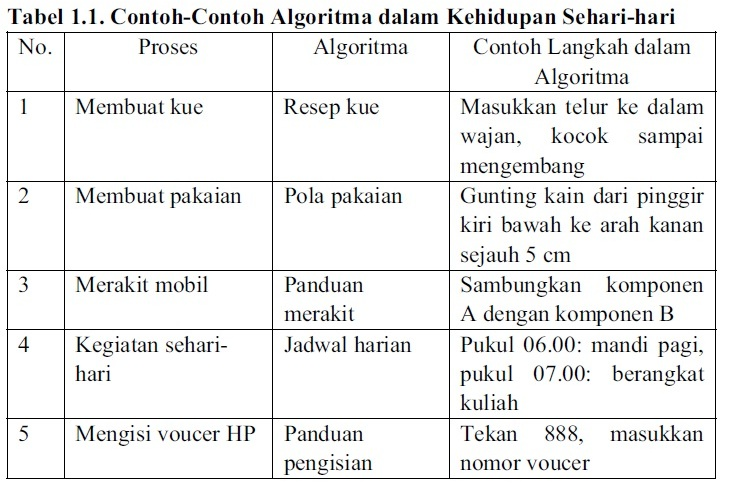 Tabel 1.1. Contoh-Contoh Algoritma dalam Kehidupan Sehari-hari
No. Proses Algoritma Contoh Langkah dalam
Algoritma
1 Membuat kue Resep kue Masukkan telur ke dalam
wajan, kocok sampai
mengembang
2 Membuat pakaian Pola pakaian Gunting kain dari pinggir
kiri bawah ke arah kanan
sejauh 5 cm
3 Merakit mobil Panduan Sambungkan komponen
merakit A dengan komponen B
4 Kegiatan sehari- Jadwal harian Pukul 06.00: mandi pagi,
hari pukul 07.00: berangkat
kuliah
5 Mengisi voucer HP Panduan Tekan 888, masukkan
pengisian nomor voucer